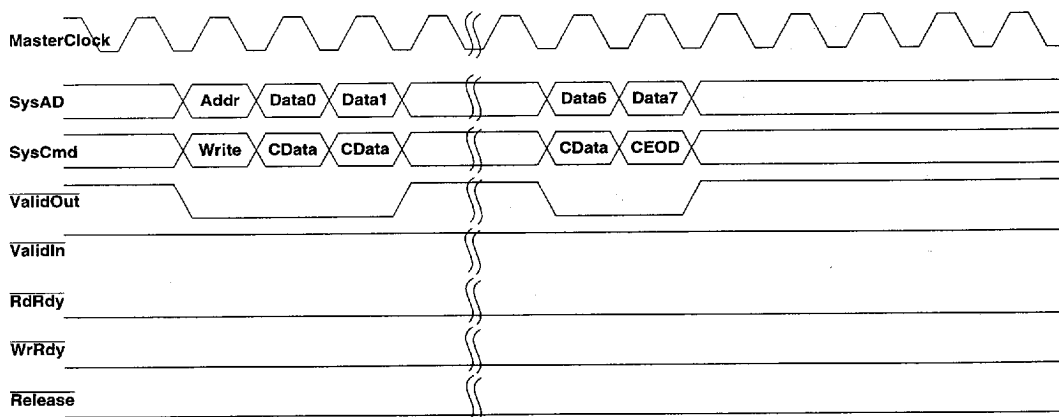 MasterClock
SysAD Addr Data0 Data1 Data6 Data7
SysCmd Write CData CData CData CEOD
ValidOut
ValidIn
RdRdy
WrRdy
Release